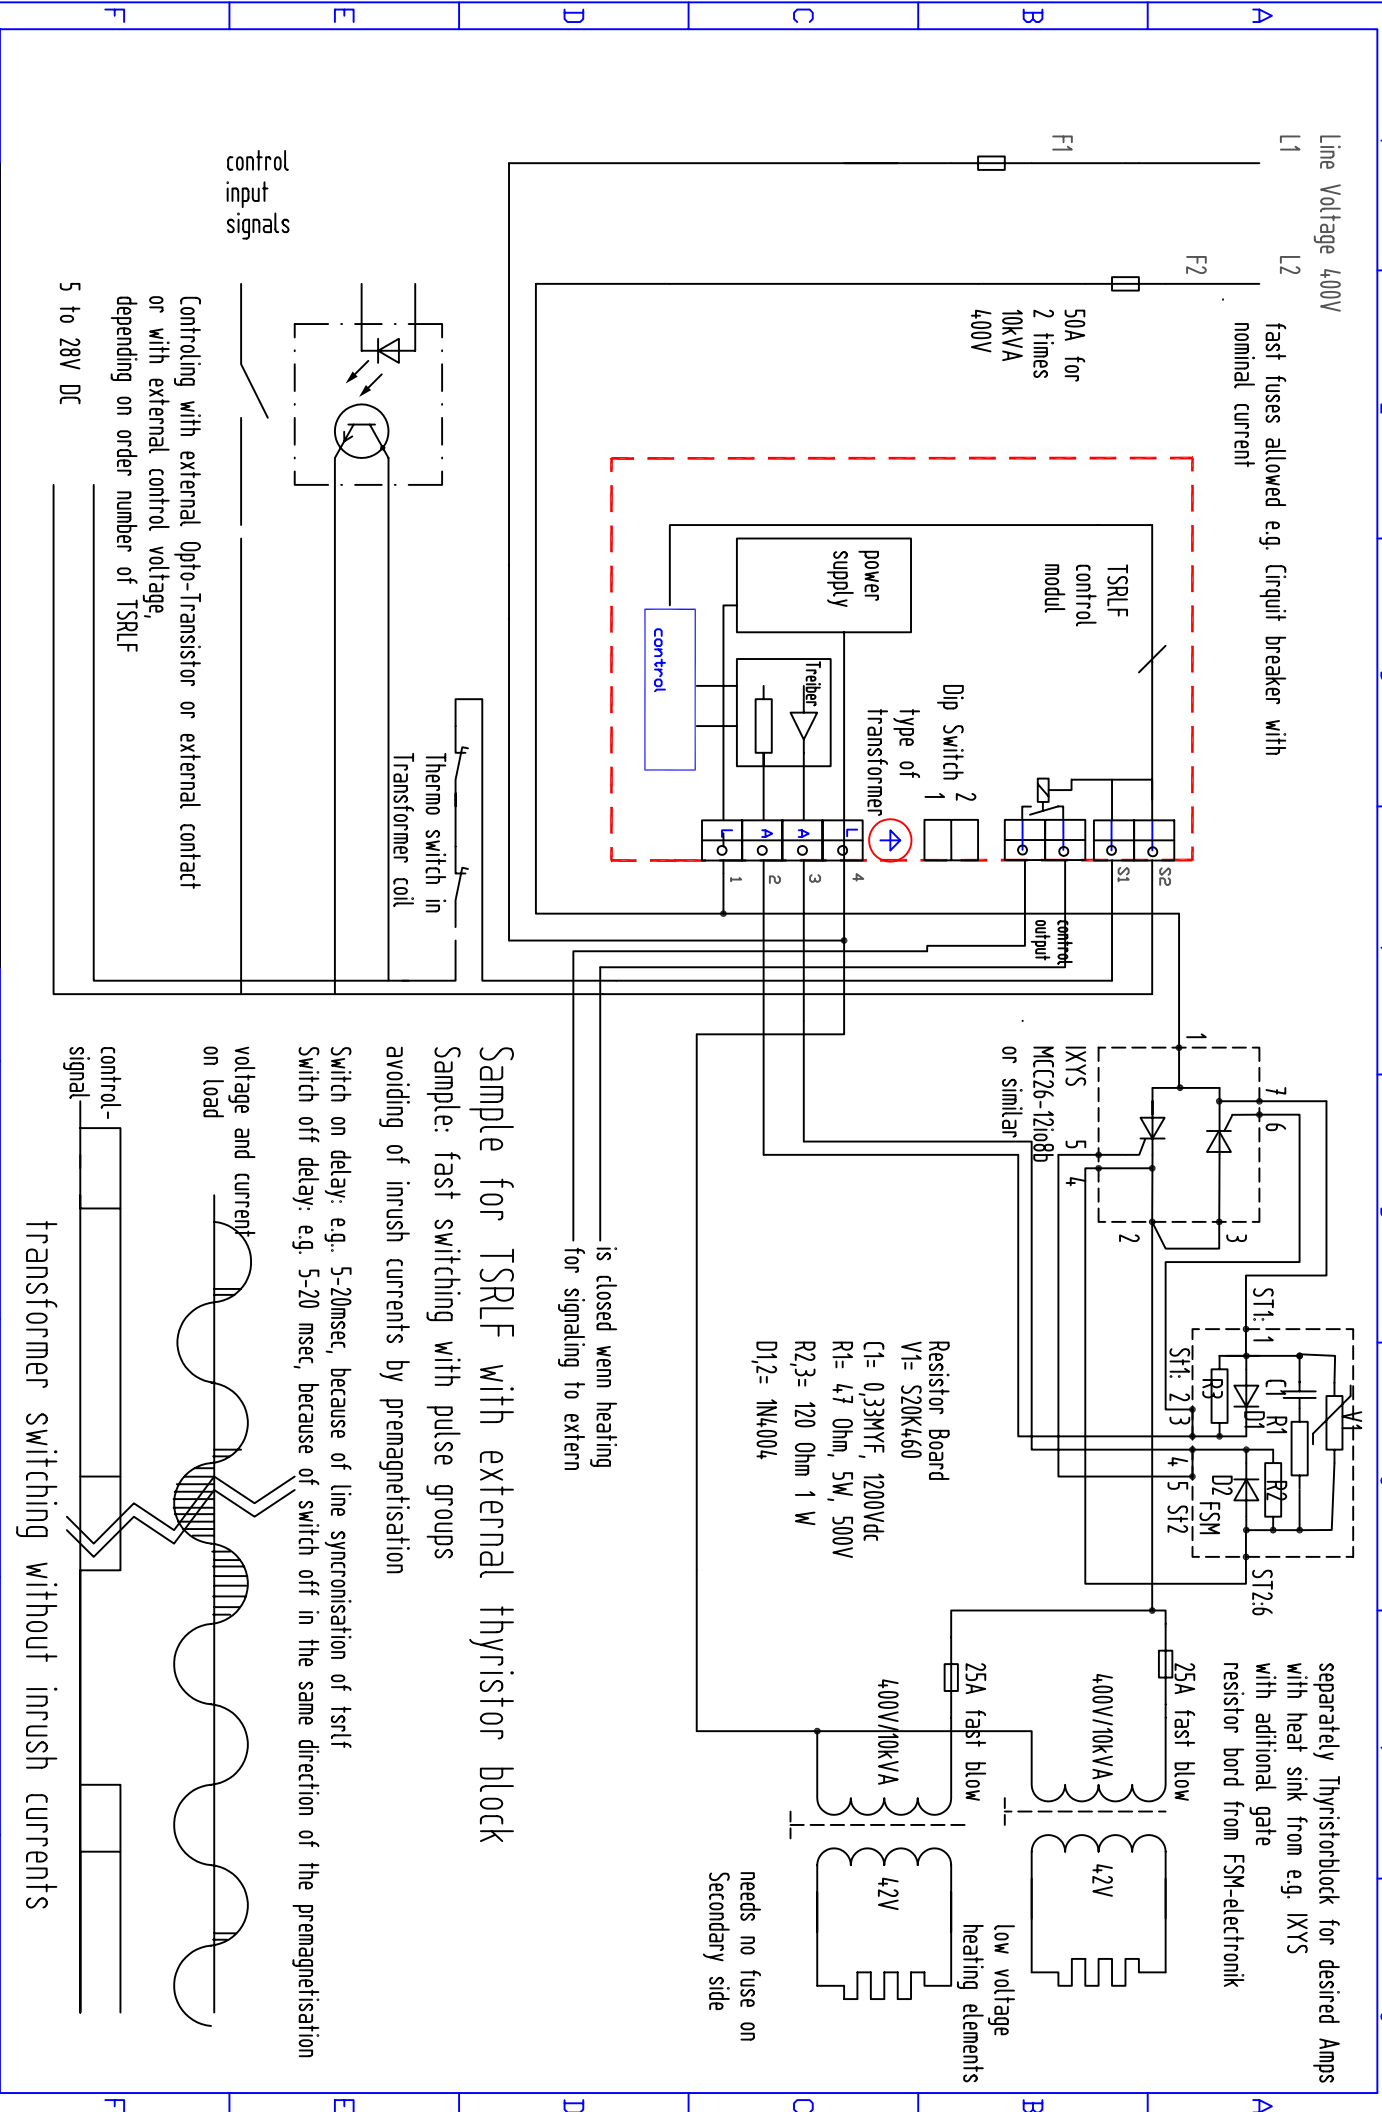 A
B
C
D
E
F
Line Voltage 400V
L1
L2
F1
F2
fast fuses allowed e.g. Cirquit breaker with
nominal current
50A for
2 times
10kVA
400V
TSRLF
control
modul
power
supply
control
Treiber
Dip Switch 2
1
type of
transformer
S2
S1
L
A
A
L
4
3
2
1
control
output
control
input
signals
Controling with external Opto-Transistor or external contact
or with external control voltage,
depending on order number of TSRLF
5 to 28V DC
Thermo switch in
Transformer coil
1
7
6
5
4
3
2
IXYS
MCC26-12io8b
or similar
ST1: 1
St1: 2 3
4
5 St2
ST2:6
V1
C1
R1
R3
D1
R2
D2
FSM
Resistor Board
V1= S20K460
C1= 0,33MYF, 1200Vdc
R1= 47 Ohm, 5W, 500V
R2,3= 120 Ohm 1 W
D1,2= 1N4004
separately Thyristorblock for desired Amps
with heat sink from e.g. IXYS
with aditional gate
resistor bord from FSM-electronik
25A fast blow
400V/10kVA
42V
25A fast blow
400V/10kVA
42V
low voltage
heating elements
needs no fuse on
Secondary side
is closed wenn heating
for signaling to extern
Sample for TSRLF with external thyristor block
Sample: fast switching with pulse groups
avoiding of inrush currents by premagnetisation
Switch on delay: e.g.. 5-20msec, because of line syncronisation of tsrlf
Switch off delay: e.g. 5-20 msec, because of switch off in the same direction of the premagnetisation
voltage and current
on load
control-
signal
transformer switching without inrush currents
A
B
C
D
E
F